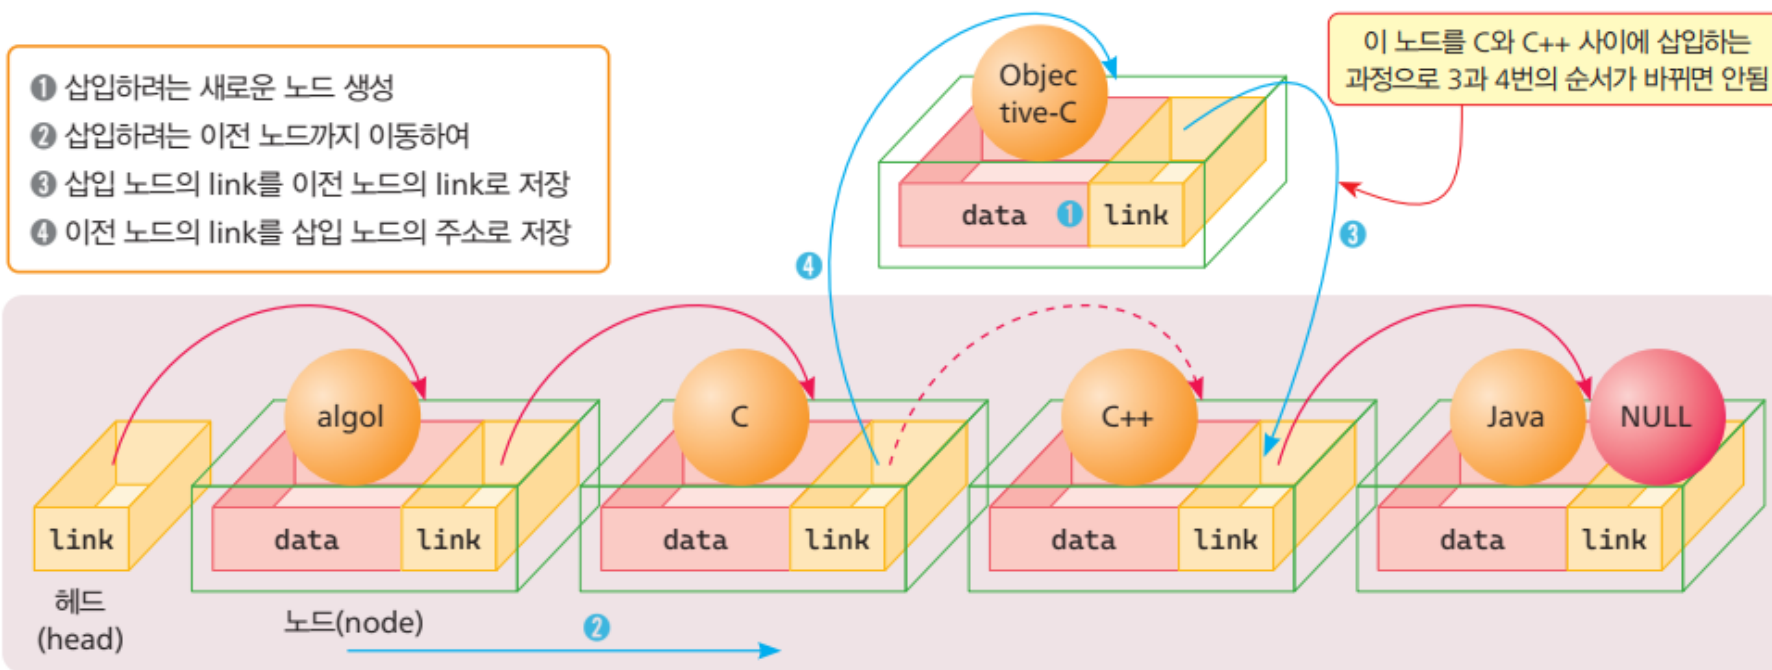 ❶ 삽입하려는 새로운 노드 생성
❷ 삽입하려는 이전 노드까지 이동하여
❸ 삽입 노드의 link를 이전 노드의 link로 저장
❹ 이전 노드의 link를 삽입 노드의 주소로 저장
이 노드를 C와 C++ 사이에 삽입하는
과정으로 3과 4번의 순서가 바뀌면 안됨
Objec
tive-C
data ❶ link
❹
❸
algol
C
C++
Java
NULL
link
data
link
data
link
data
link
data
link
헤드
(head)
노드(node)
❷